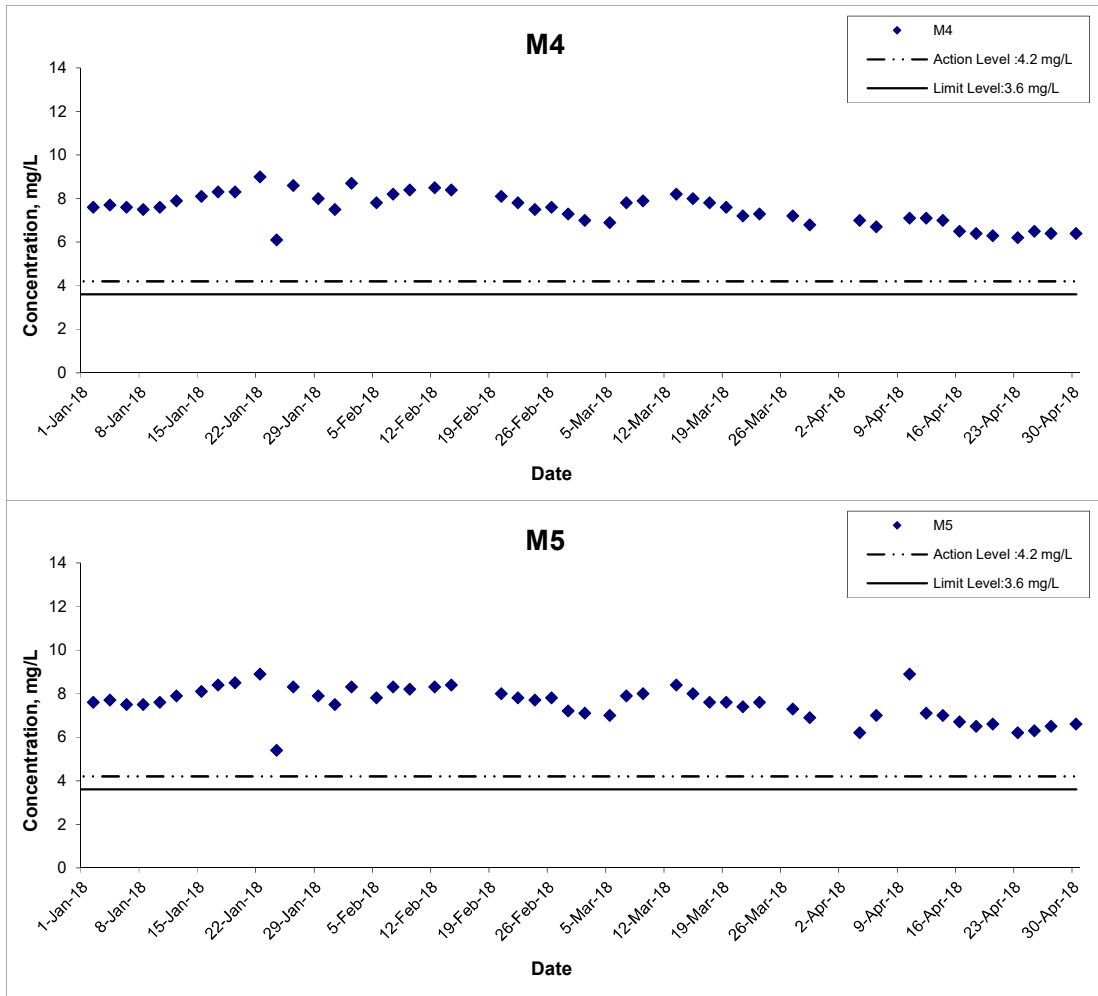 M4
M4
Action Level :4.2 mg/L
Limit Level:3.6 mg/L
Concentration, mg/L
14
12
10
8
6
4
2
0
1-Jan-18
8-Jan-18
15-Jan-18
22-Jan-18
29-Jan-18
5-Feb-18
12-Feb-18
19-Feb-18
26-Feb-18
5-Mar-18
12-Mar-18
19-Mar-18
26-Mar-18
2-Apr-18
9-Apr-18
16-Apr-18
23-Apr-18
30-Apr-18
Date
M5
M5
Action Level :4.2 mg/L
Limit Level:3.6 mg/L
Concentration, mg/L
14
12
10
8
6
4
2
0
1-Jan-18
8-Jan-18
15-Jan-18
22-Jan-18
29-Jan-18
5-Feb-18
12-Feb-18
19-Feb-18
26-Feb-18
5-Mar-18
12-Mar-18
19-Mar-18
26-Mar-18
2-Apr-18
9-Apr-18
16-Apr-18
23-Apr-18
30-Apr-18
Date